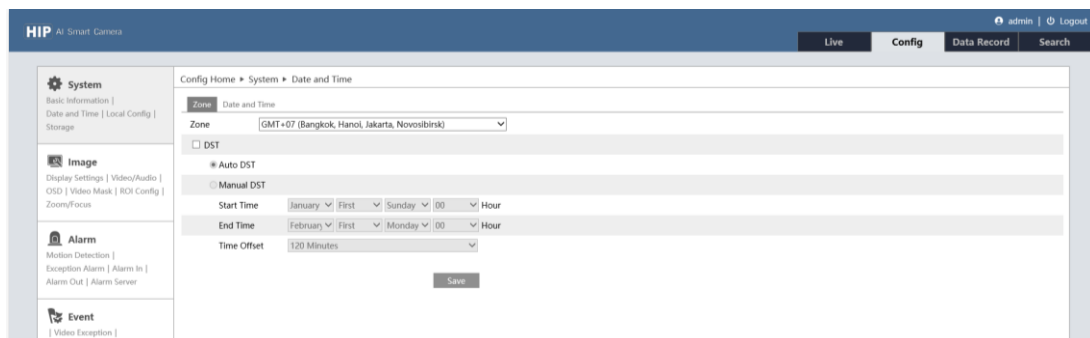 HIP AI Smart Camera
admin | Logout
Live Config Data Record Search
System
Basic Information |
Date and Time | Local Config |
Storage
Image
Display Settings | Video/Audio |
OSD | Video Mask | ROI Config |
Zoom/Focus
Alarm
Motion Detection |
Exception Alarm | Alarm In |
Alarm Out | Alarm Server
Event
| Video Exception |
Config Home ▸ System ▸ Date and Time
Zone Date and Time
Zone GMT+07 (Bangkok, Hanoi, Jakarta, Novosibirsk)
DST
Auto DST
Manual DST
Start Time January First Sunday 00 Hour
End Time February First Monday 00 Hour
Time Offset 120 Minutes
Save